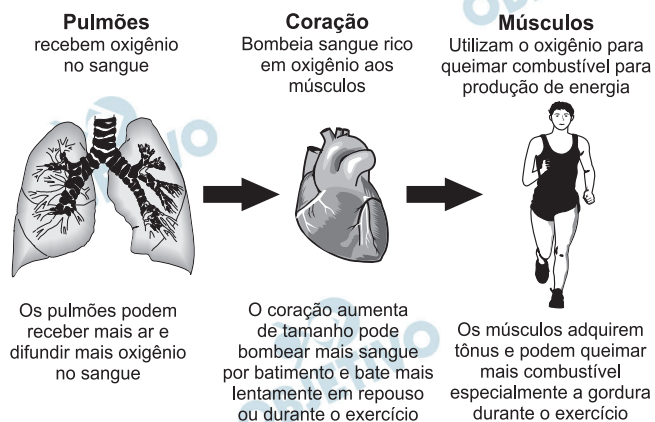 Pulmões
recebem oxigênio
no sangue
Coração
Bombeia sangue rico
em oxigênio aos
músculos
Músculos
Utilizam o oxigênio para
queimar combustível para
produção de energia
Os pulmões podem
receber mais ar e
difundir mais oxigênio
no sangue
O coração aumenta
de tamanho pode
bombear mais sangue
por batimento e bate mais
lentamente em repouso
ou durante o exercício
Os músculos adquirem
tônus e podem queimar
mais combustível
especialmente a gordura
durante o exercício
OBJETIVO